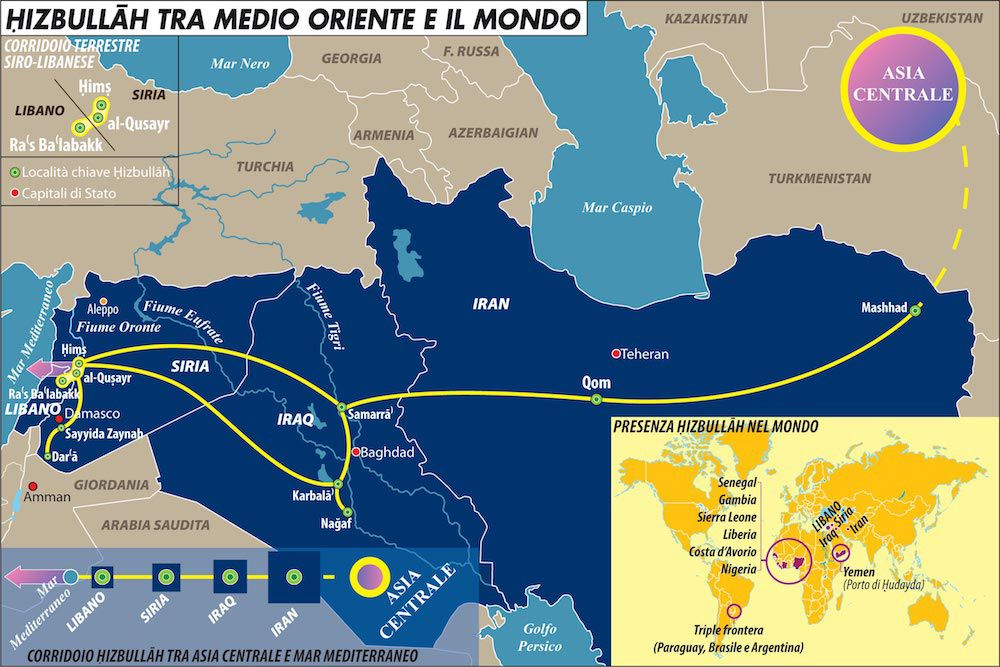 ḤIZBULLĀH TRA MEDIO ORIENTE E IL MONDO
CORRIDOIO TERRESTRE
SIRO-LIBANESE
Ḥimṣ
LIBANO
SIRIA
al-Qusayr
Ra's Ba'labakk
Località chiave Ḥizbullāh
Capitali di Stato
Mar Nero
GEORGIA
F. RUSSA
KAZAKISTAN
UZBEKISTAN
ASIA
CENTRALE
ARMENIA
AZERBAIGIAN
TURCHIA
TURKMENISTAN
Mar Caspio
Mar Mediterraneo
Aleppo
Fiume Oronte
Fiume Eufrate
Fiume Tigri
IRAN
Mashhad
Ḥimṣ
SIRIA
Teheran
al-Quṣayr
Ra's Ba'labakk
Qom
LIBANO
Damasco
IRAQ
Samarrā'
Sayyida Zaynab
Dar'ā
Baghdad
GIORDANIA
Amman
Karbalā'
Naǧaf
ARABIA SAUDITA
Golfo
Persico
Mar
Mediterraneo
LIBANO
SIRIA
IRAQ
IRAN
ASIA
CENTRALE
CORRIDOIO ḤIZBULLĀH TRA ASIA CENTRALE E MAR MEDITERRANEO
PRESENZA ḤIZBULLĀH NEL MONDO
Senegal
Gambia
Sierra Leone
Liberia
Costa d'Avorio
Nigeria
LIBANO
Siria
Iraq
Iran
Yemen
(Porto di Ḥudayda)
Triple frontera
(Paraguay, Brasile e Argentina)